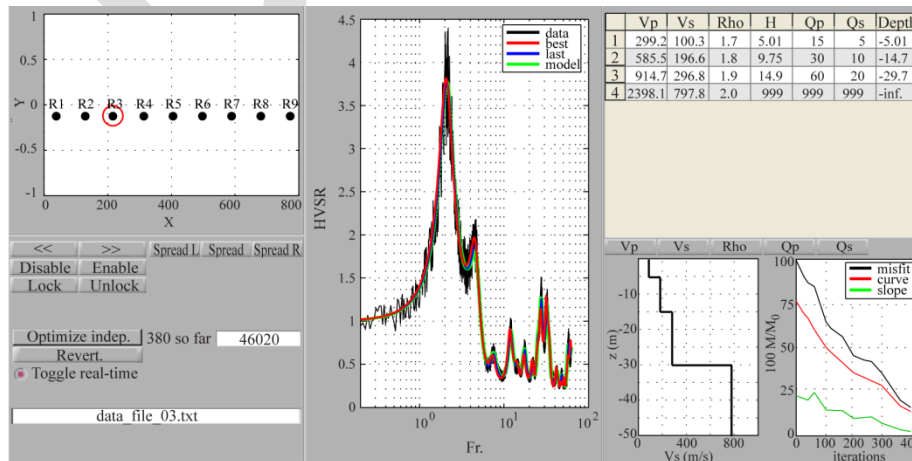 1
0.5
0
-0.5
-1
Y
R1 R2 R3 R4 R5 R6 R7 R8 R9
0 200 400 600 800
X
<< >> Spread L Spread Spread R
Disable Enable
Lock Unlock
Optimize indep. 380 so far 46020
Revert.
Toggle real-time
data_file_03.txt
HVSR
4.5
4
3.5
3
2.5
2
1.5
1
0.5
0
data
best
last
model
10^0 10^1 10^2
Fr.
Vp Vs Rho H Qp Qs Depth
1 299.2 100.3 1.7 5.01 15 5 -5.01
2 585.5 196.6 1.8 9.75 30 10 -14.7
3 914.7 296.8 1.9 14.9 60 20 -29.7
4 2398.1 797.8 2.0 999 999 999 -inf.
Vp Vs Rho Qp Qs
z (m)
-10
-20
-30
-40
-50
0 400 800
Vs (m/s)
100 M/M0
100
75
50
25
0
misfit
curve
slope
0 100 200 300 400
iterations